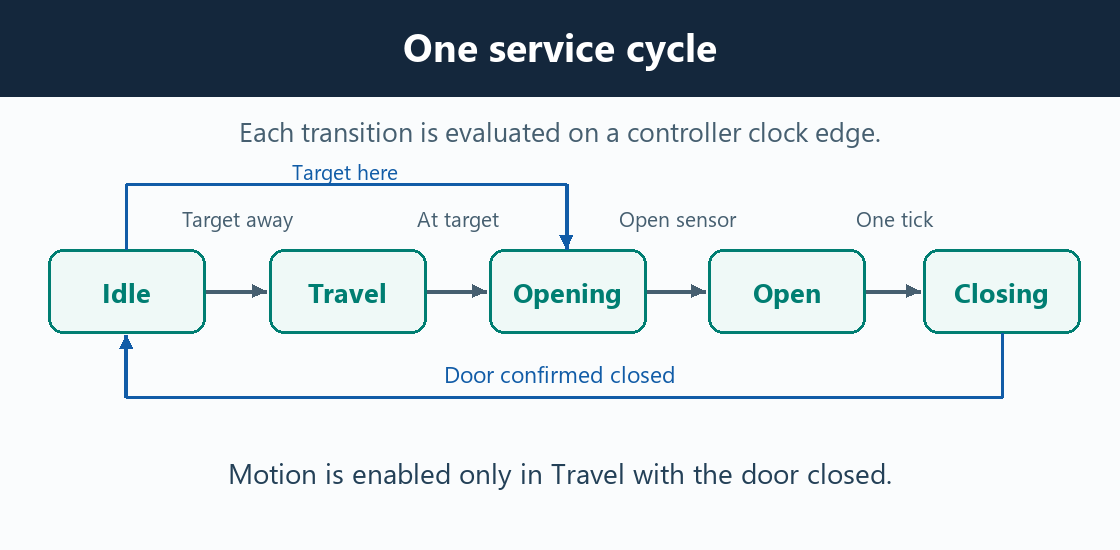 One service cycle
Each transition is evaluated on a controller clock edge.
Target here
Target away
At target
Open sensor
One tick
Idle
Travel
Opening
Open
Closing
Door confirmed closed
Motion is enabled only in Travel with the door closed.